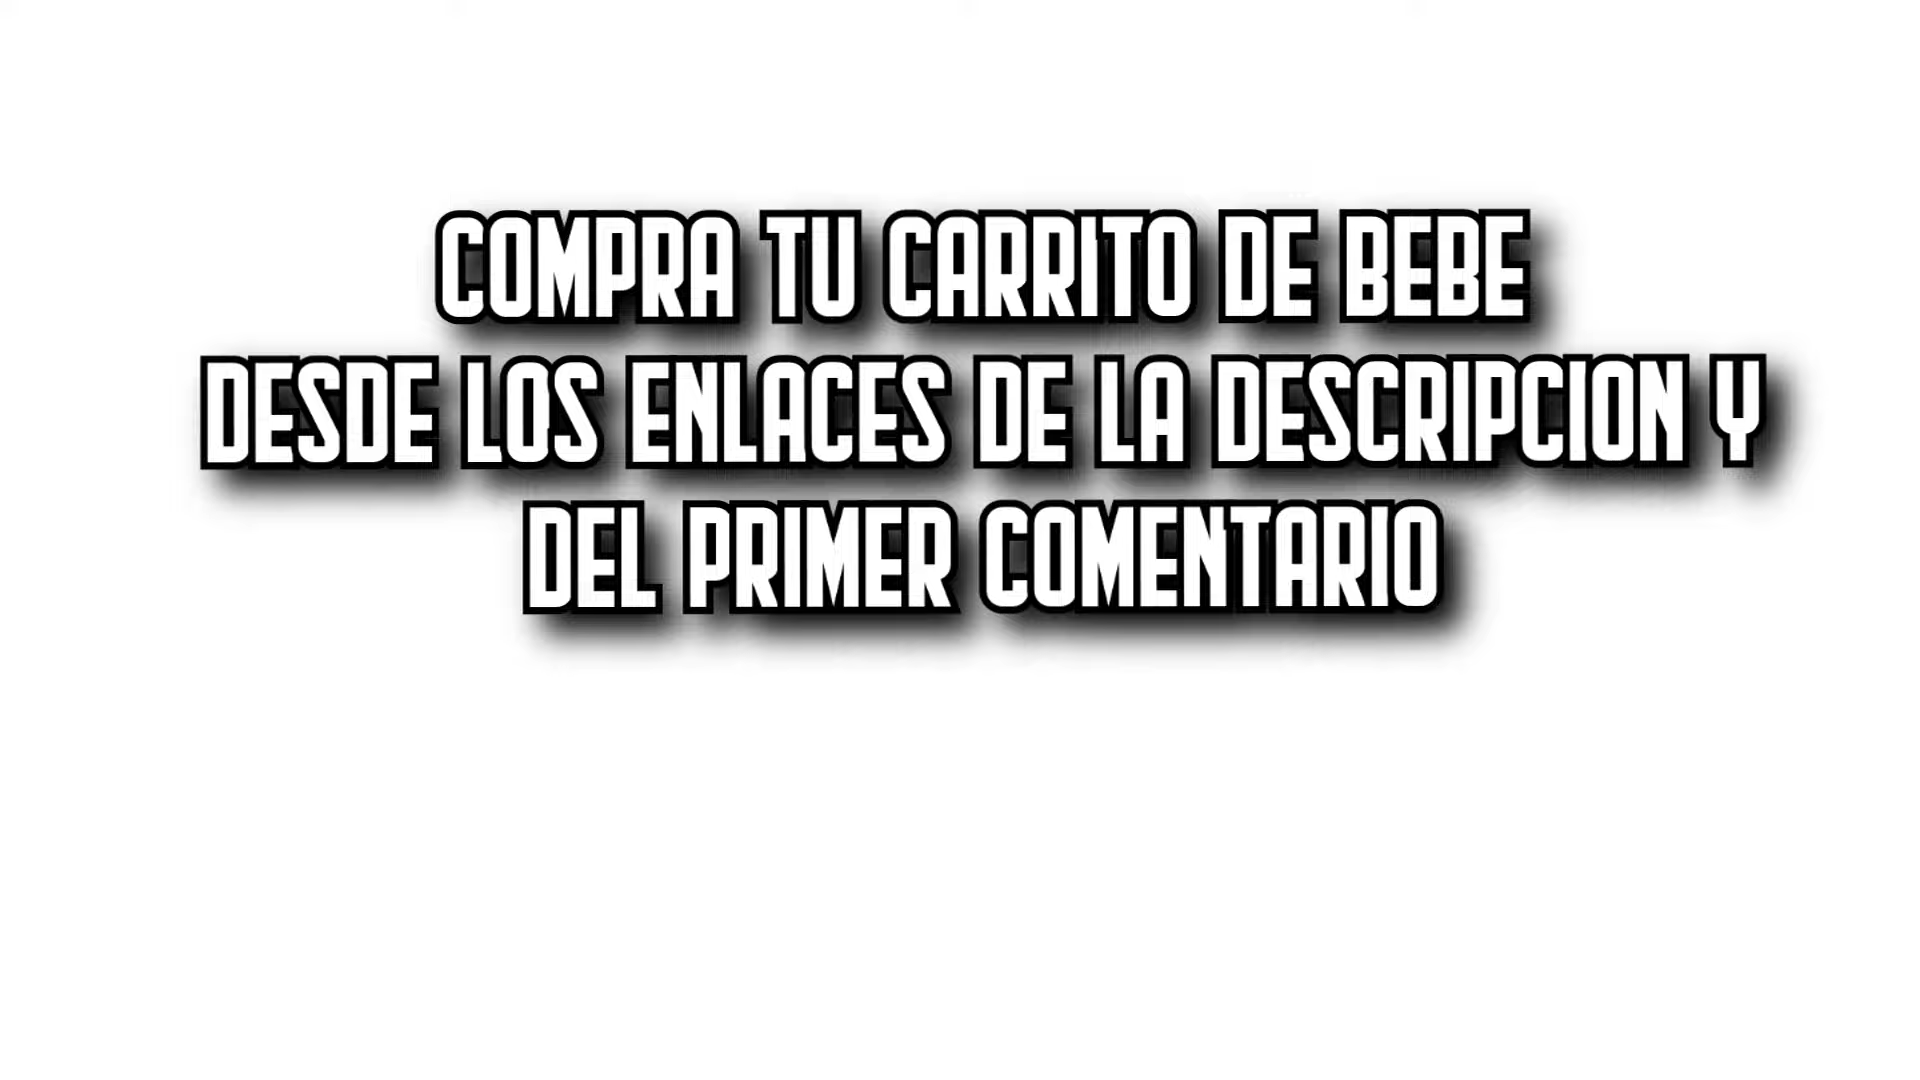 COMPRA TU CARRITO DE BEBE
DESDE LOS ENLACES DE LA DESCRIPCION Y
DEL PRIMER COMENTARIO